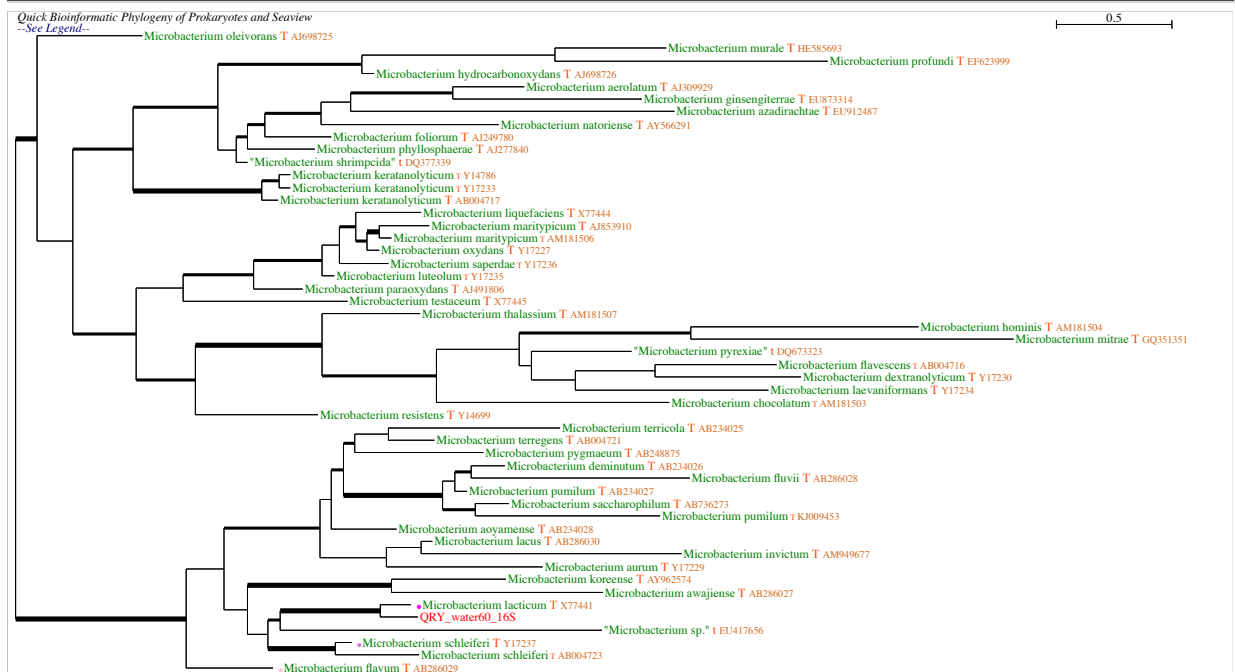 Quick Bioinformatic Phylogeny of Prokaryotes and Seaview
--See Legend--
0.5
Microbacterium oleivorans T AJ698725
Microbacterium murale T HE585693
Microbacterium profundi T EF623999
Microbacterium hydrocarbonoxydans T AJ698726
Microbacterium aerolatum T AJ309929
Microbacterium ginsengiterrae T EU873314
Microbacterium azadirachtae T EU912487
Microbacterium natoriense T AY566291
Microbacterium foliorum T AJ249780
Microbacterium phyllosphaerae T AJ277840
"Microbacterium shrimpcida" t DQ377339
Microbacterium keratanolyticum T Y14786
Microbacterium keratanolyticum T Y17233
Microbacterium keratanolyticum T AB004717
Microbacterium liquefaciens T X77444
Microbacterium maritypicum T AJ853910
Microbacterium maritypicum T AM181506
Microbacterium oxydans T Y17227
Microbacterium saperdae T Y17236
Microbacterium luteolum T Y17235
Microbacterium paraoxydans T AJ491806
Microbacterium testaceum T X77445
Microbacterium thalassium T AM181507
Microbacterium hominis T AM181504
Microbacterium mitrae T GQ351351
"Microbacterium pyrexiae" t DQ673323
Microbacterium flavescens T AB004716
Microbacterium dextranolyticum T Y17230
Microbacterium laevaniformans T Y17234
Microbacterium chocolatum T AM181503
Microbacterium resistens T Y14699
Microbacterium terricola T AB234025
Microbacterium terregens T AB004721
Microbacterium pygmaeum T AB248875
Microbacterium deminutum T AB234026
Microbacterium fluvii T AB286028
Microbacterium pumilum T AB234027
Microbacterium saccharophilum T AB736273
Microbacterium pumilum T KJ009453
Microbacterium aoyamense T AB234028
Microbacterium lacus T AB286030
Microbacterium invictum T AM949677
Microbacterium aurum T Y17229
Microbacterium koreense T AY962574
Microbacterium awajiense T AB286027
Microbacterium lacticum T X77441
QRY_water60_16S
"Microbacterium sp." t EU417656
Microbacterium schleiferi T Y17237
Microbacterium schleiferi T AB004723
Microbacterium flavum T AB286029